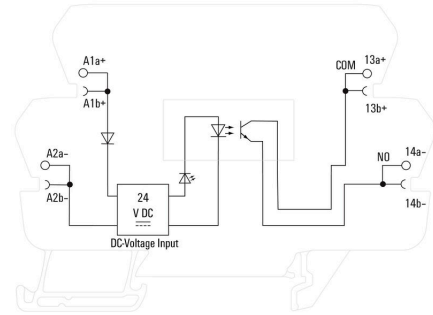 A1a+
A1b+
A2a–
A2b–
24
V DC
DC-Voltage Input
COM
13a+
13b+
NO
14a–
14b–